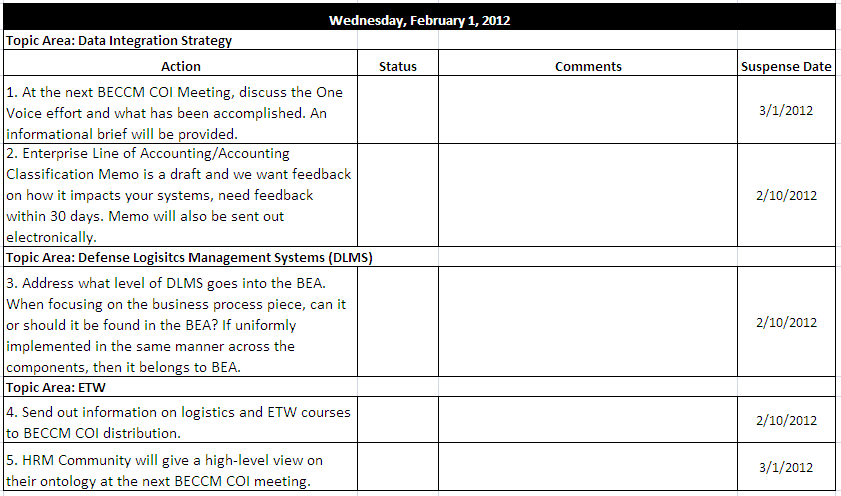 Wednesday, February 1, 2012
Topic Area: Data Integration Strategy
Action Status Comments Suspense Date
1. At the next BECCM COI Meeting, discuss the One
Voice effort and what has been accomplished. An
informational brief will be provided.
3/1/2012
2. Enterprise Line of Accounting/Accounting
Classification Memo is a draft and we want feedback
on how it impacts your systems, need feedback
within 30 days. Memo will also be sent out
electronically.
2/10/2012
Topic Area: Defense Logisitcs Management Systems (DLMS)
3. Address what level of DLMS goes into the BEA.
When focusing on the business process piece, can it
or should it be found in the BEA? If uniformly
implemented in the same manner across the
components, then it belongs to BEA.
2/10/2012
Topic Area: ETW
4. Send out information on logistics and ETW courses
to BECCM COI distribution.
2/10/2012
5. HRM Community will give a high-level view on
their ontology at the next BECCM COI meeting.
3/1/2012